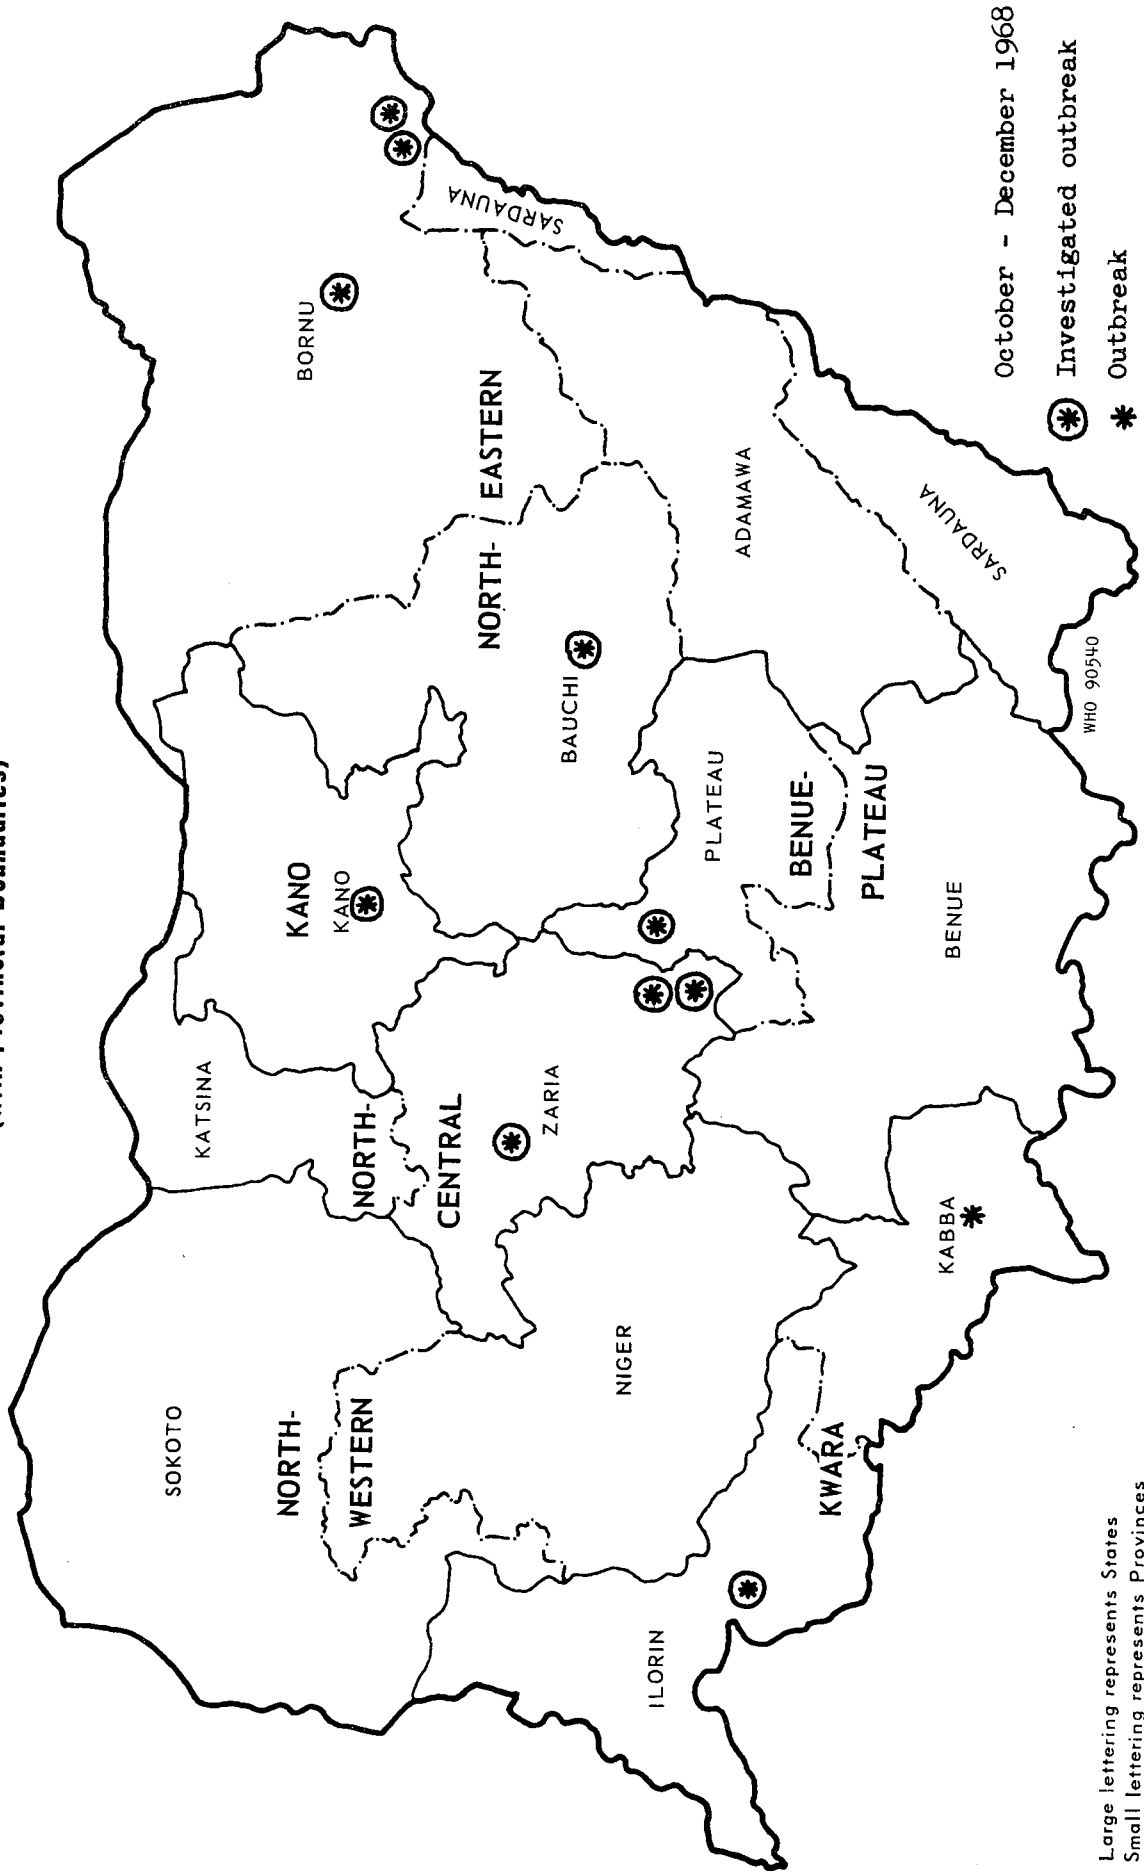 (with Provincial Boundaries)
SOKOTO
KATSINA
KANO
KANO
BORNU
NORTH-
WESTERN
NORTH-
CENTRAL
NORTH- EASTERN
ZARIA
BAUCHI
SARDAUNA
NIGER
ILORIN
PLATEAU
ADAMAWA
KWARA
BENUE-
PLATEAU
KABBA
BENUE
SARDAUNA
October - December 1968
Investigated outbreak
Outbreak
WHO 90540
Large lettering represents States
Small lettering represents Provinces